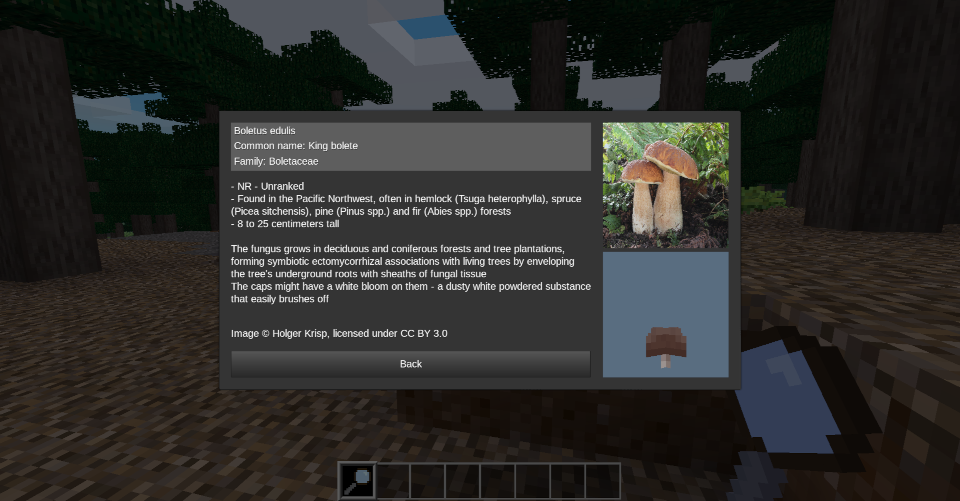 Boletus edulis
Common name: King bolete
Family: Boletaceae
- NR - Unranked
- Found in the Pacific Northwest, often in hemlock (Tsuga heterophylla), spruce
(Picea sitchensis), pine (Pinus spp.) and fir (Abies spp.) forests
- 8 to 25 centimeters tall
The fungus grows in deciduous and coniferous forests and tree plantations,
forming symbiotic ectomycorrhizal associations with living trees by enveloping
the tree's underground roots with sheaths of fungal tissue
The caps might have a white bloom on them - a dusty white powdered substance
that easily brushes off
Image © Holger Krisp, licensed under CC BY 3.0
Back